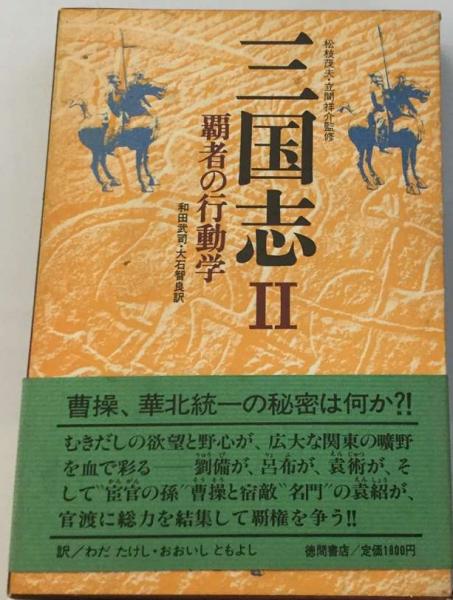 松枝茂夫・立間祥介監修
三国志 II
覇者の行動学
和田武司・大石智良訳
曹操、華北統一の秘密は何か?!
むきだしの欲望と野心が、広大な関東の曠野
を血で彩る――劉備が、呂布が、袁術が、そ
して〝宦官の孫〟曹操と宿敵〝名門〟の袁紹が、
官渡に総力を結集して覇権を争う!!
訳/わだ たけし・おおいし ともよし
徳間書店/定価1800円